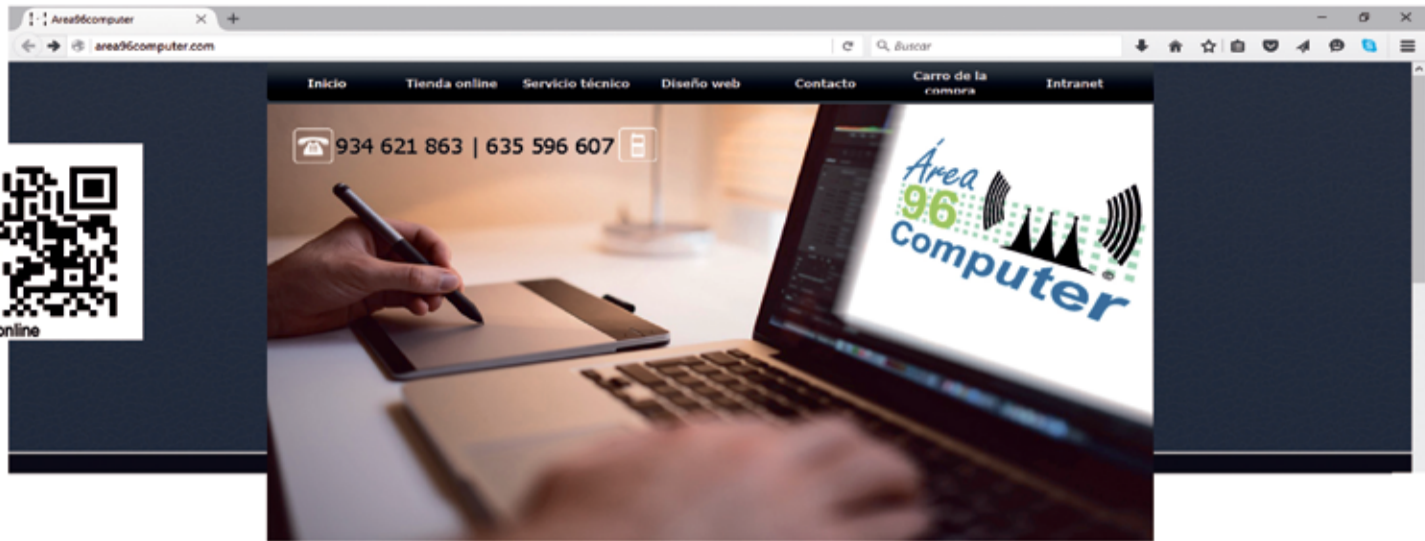 Area96computer
area96computer.com
Buscar
Inicio
Tienda online
Servicio técnico
Diseño web
Contacto
Carro de la
compra
Intranet
934 621 863 | 635 596 607
Área
96
Computer
online